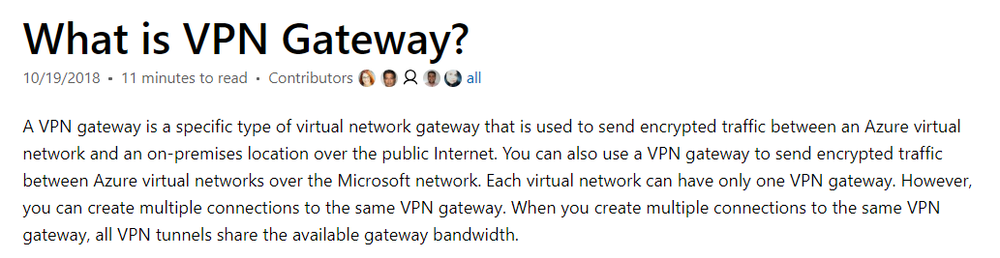 What is VPN Gateway?
10/19/2018 • 11 minutes to read • Contributors all
A VPN gateway is a specific type of virtual network gateway that is used to send encrypted traffic between an Azure virtual
network and an on-premises location over the public Internet. You can also use a VPN gateway to send encrypted traffic
between Azure virtual networks over the Microsoft network. Each virtual network can have only one VPN gateway. However,
you can create multiple connections to the same VPN gateway. When you create multiple connections to the same VPN
gateway, all VPN tunnels share the available gateway bandwidth.